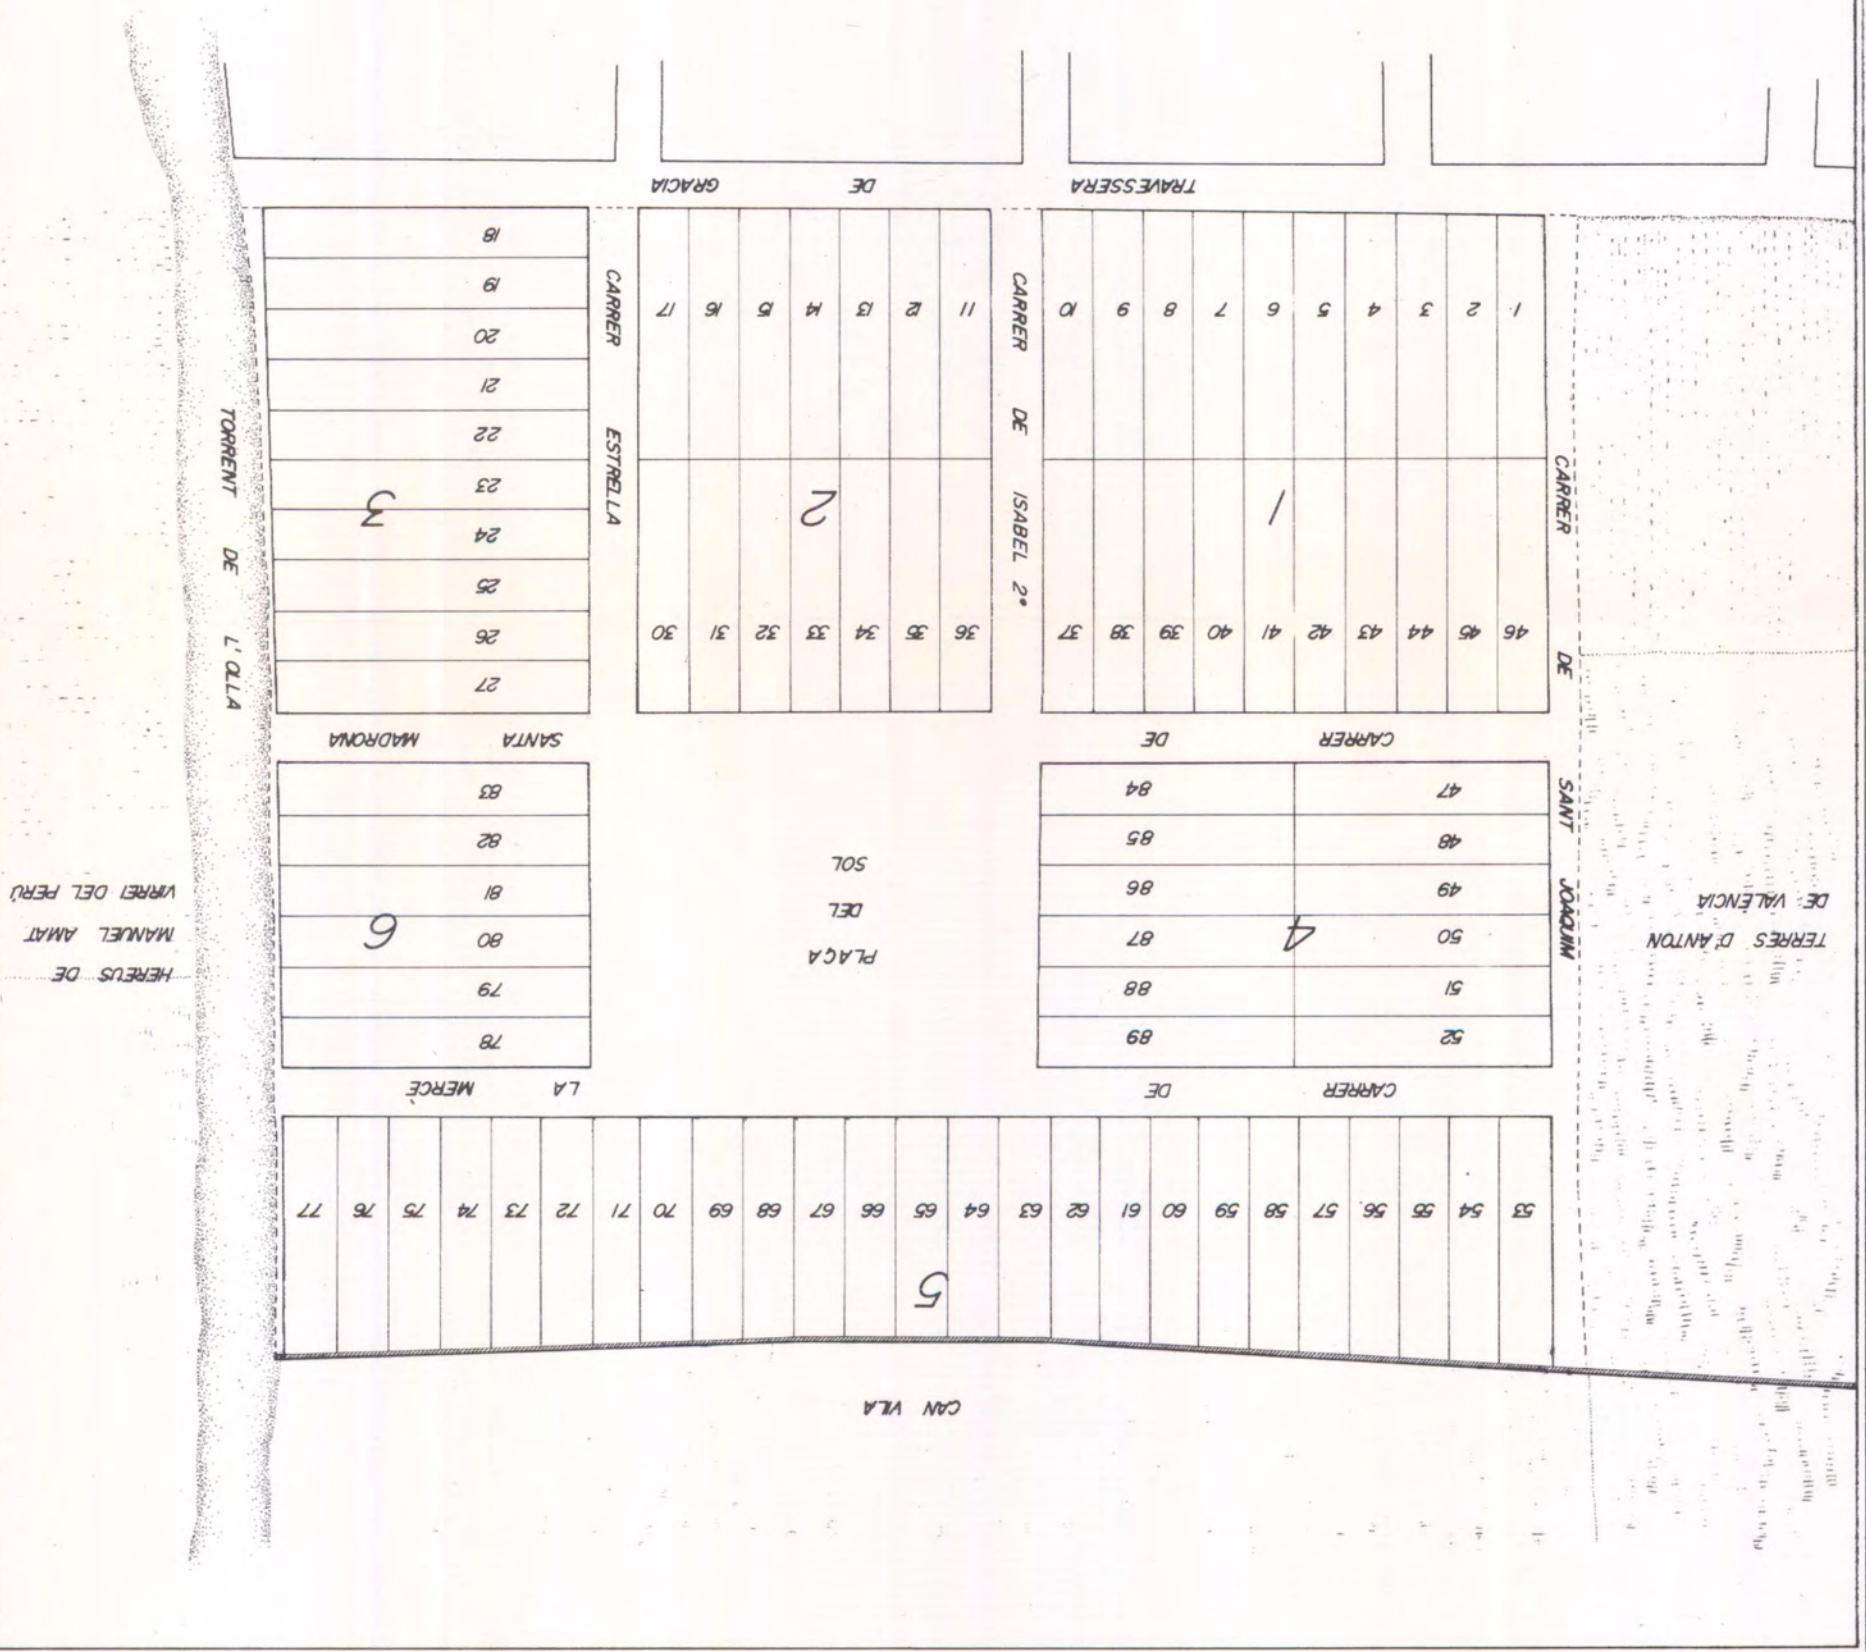 CAN VILA
5
53 54 55 56 57 58 59 60 61 62 63 64 65 66 67 68 69 70 71 72 73 74 75 76 77
CARRER DE LA MERCÈ
TERRES D'ANTON
DE VALENCIA
CARRER DE SANT JOAQUIM
4
52 89
51 88
50 87
49 86
48 85
47 84
PLAÇA
DEL
SOL
6
78
79
80
81
82
83
HEREUS DE
MANUEL AMAT
VIRREI DEL PERÚ
TORRENT DE L'OLLA
CARRER DE SANTA MADRONA
46 45 44 43 42 41 40 39 38 37
1
1 2 3 4 5 6 7 8 9 10
CARRER DE ISABEL 2ª
36 35 34 33 32 31 30
2
11 12 13 14 15 16 17
CARRER ESTRELLA
27
26
25
24
3
23
22
21
20
19
18
TRAVESSERA DE GRACIA